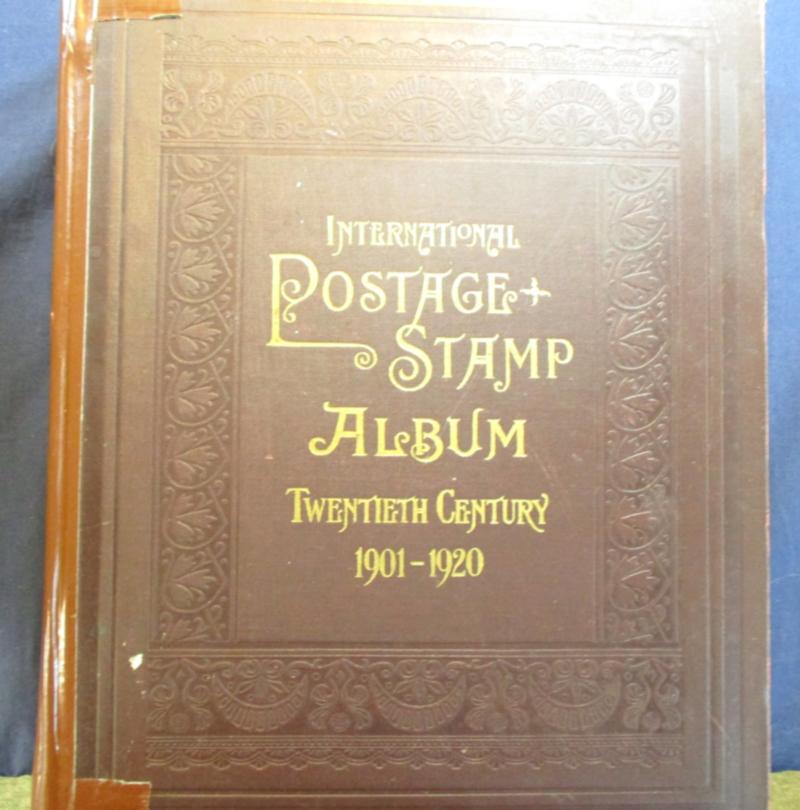 INTERNATIONAL
POSTAGE+
STAMP
ALBUM
TWENTIETH CENTURY
1901-1920